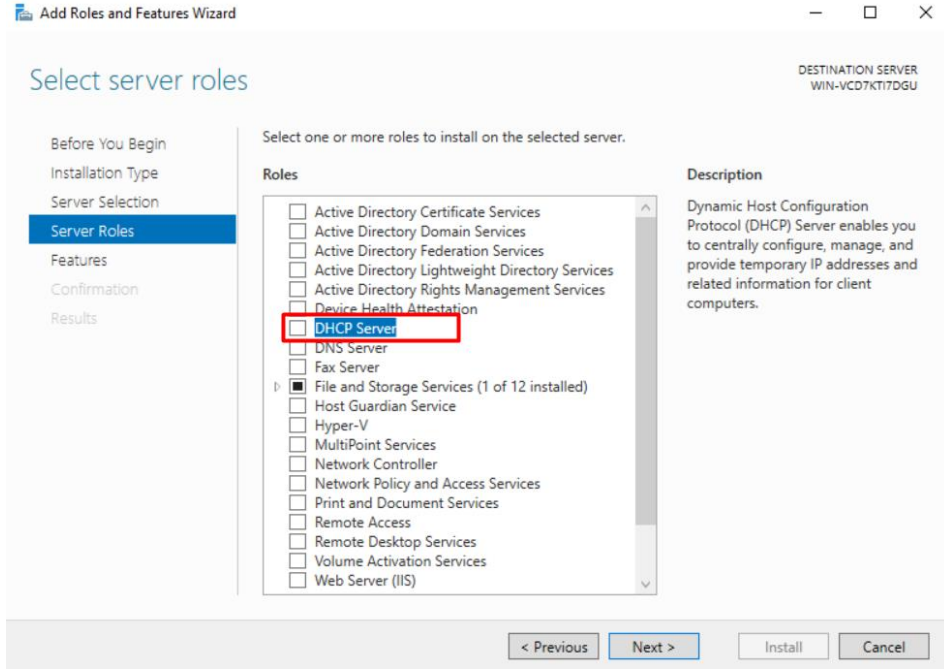 Add Roles and Features Wizard
Select server roles
DESTINATION SERVER
WIN-VCD7KTI7DGU
Before You Begin
Installation Type
Server Selection
Server Roles
Features
Confirmation
Results
Select one or more roles to install on the selected server.
Roles
Active Directory Certificate Services
Active Directory Domain Services
Active Directory Federation Services
Active Directory Lightweight Directory Services
Active Directory Rights Management Services
Device Health Attestation
DHCP Server
DNS Server
Fax Server
File and Storage Services (1 of 12 installed)
Host Guardian Service
Hyper-V
MultiPoint Services
Network Controller
Network Policy and Access Services
Print and Document Services
Remote Access
Remote Desktop Services
Volume Activation Services
Web Server (IIS)
Description
Dynamic Host Configuration
Protocol (DHCP) Server enables you
to centrally configure, manage, and
provide temporary IP addresses and
related information for client
computers.
< Previous
Next >
Install
Cancel